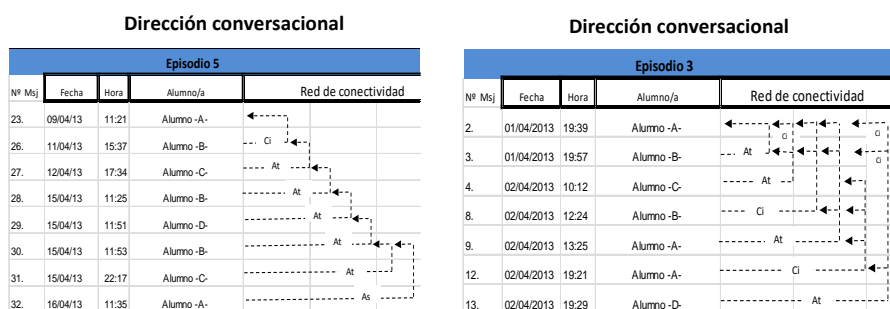 Dirección conversacional
Episodio 5
Nº Msj Fecha Hora Alumno/a Red de conectividad
23. 09/04/13 11:21 Alumno -A-
26. 11/04/13 15:37 Alumno -B- Ci
27. 12/04/13 17:34 Alumno -C- At
28. 15/04/13 11:25 Alumno -B- At
29. 15/04/13 11:51 Alumno -D- At
30. 15/04/13 11:53 Alumno -B- At
31. 15/04/13 22:17 Alumno -C- At
32. 16/04/13 11:35 Alumno -A- As
Dirección conversacional
Episodio 3
Nº Msj Fecha Hora Alumno/a Red de conectividad
2. 01/04/2013 19:39 Alumno -A- Ci Ci
3. 01/04/2013 19:57 Alumno -B- At Ci
4. 02/04/2013 10:12 Alumno -C- At
8. 02/04/2013 12:24 Alumno -B- Ci
9. 02/04/2013 13:25 Alumno -A- At
12. 02/04/2013 19:21 Alumno -A- Ci
13. 02/04/2013 19:29 Alumno -D- At